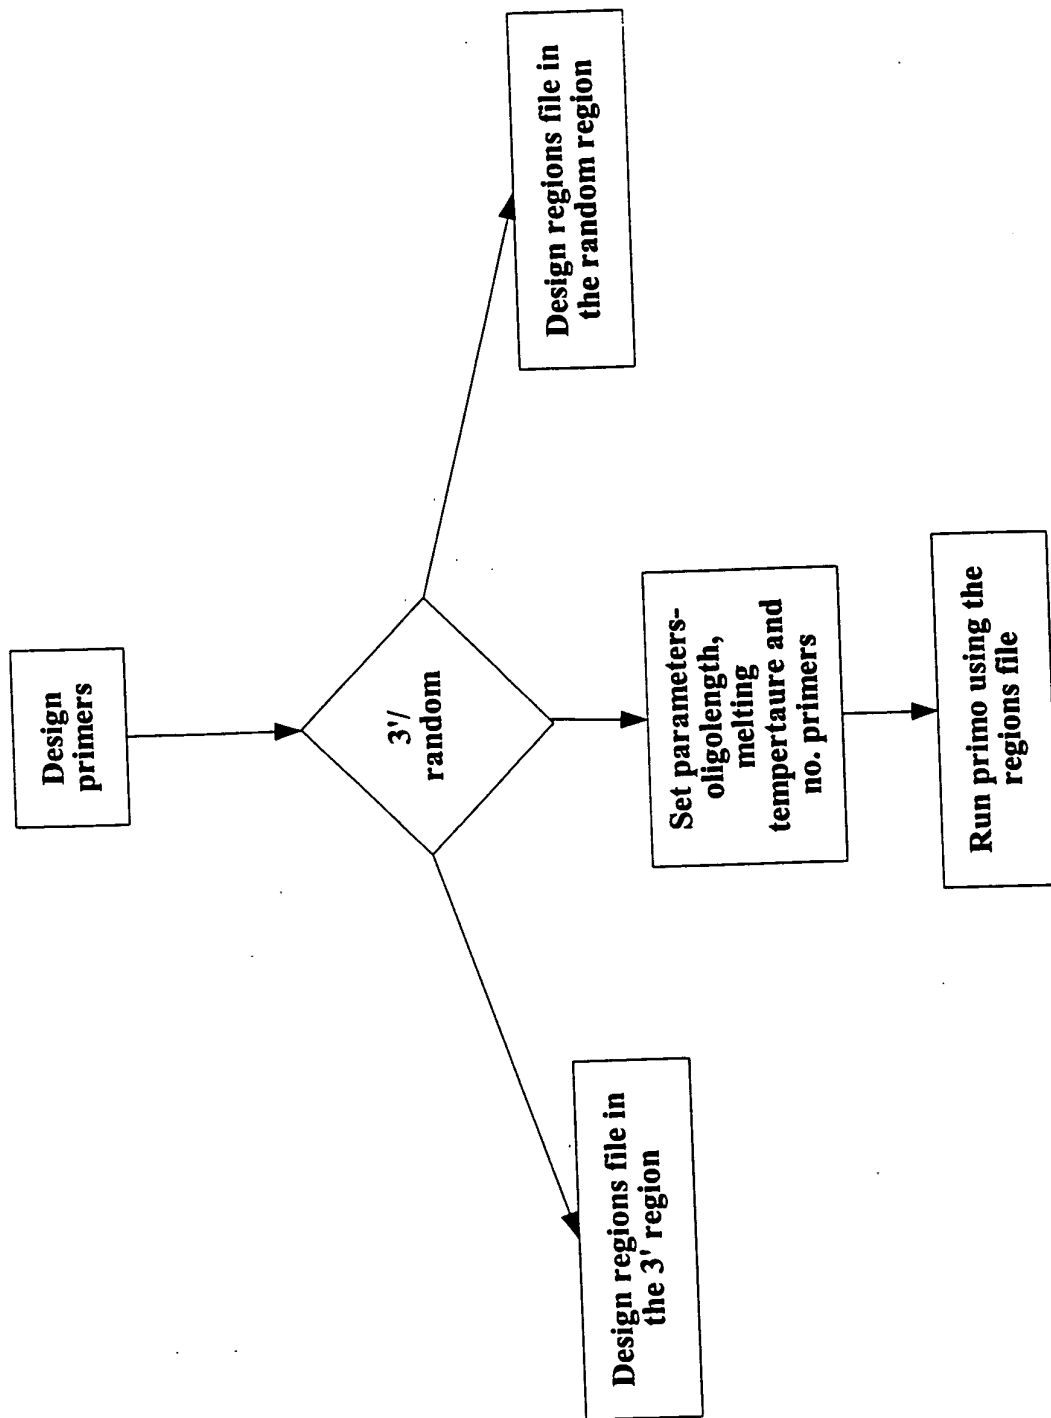 Design
primers
3'/
random
Design regions file in
the 3' region
Set parameters-
oligolength,
melting
tempertaure and
no. primers
Design regions file in
the random region
Run primo using the
regions file